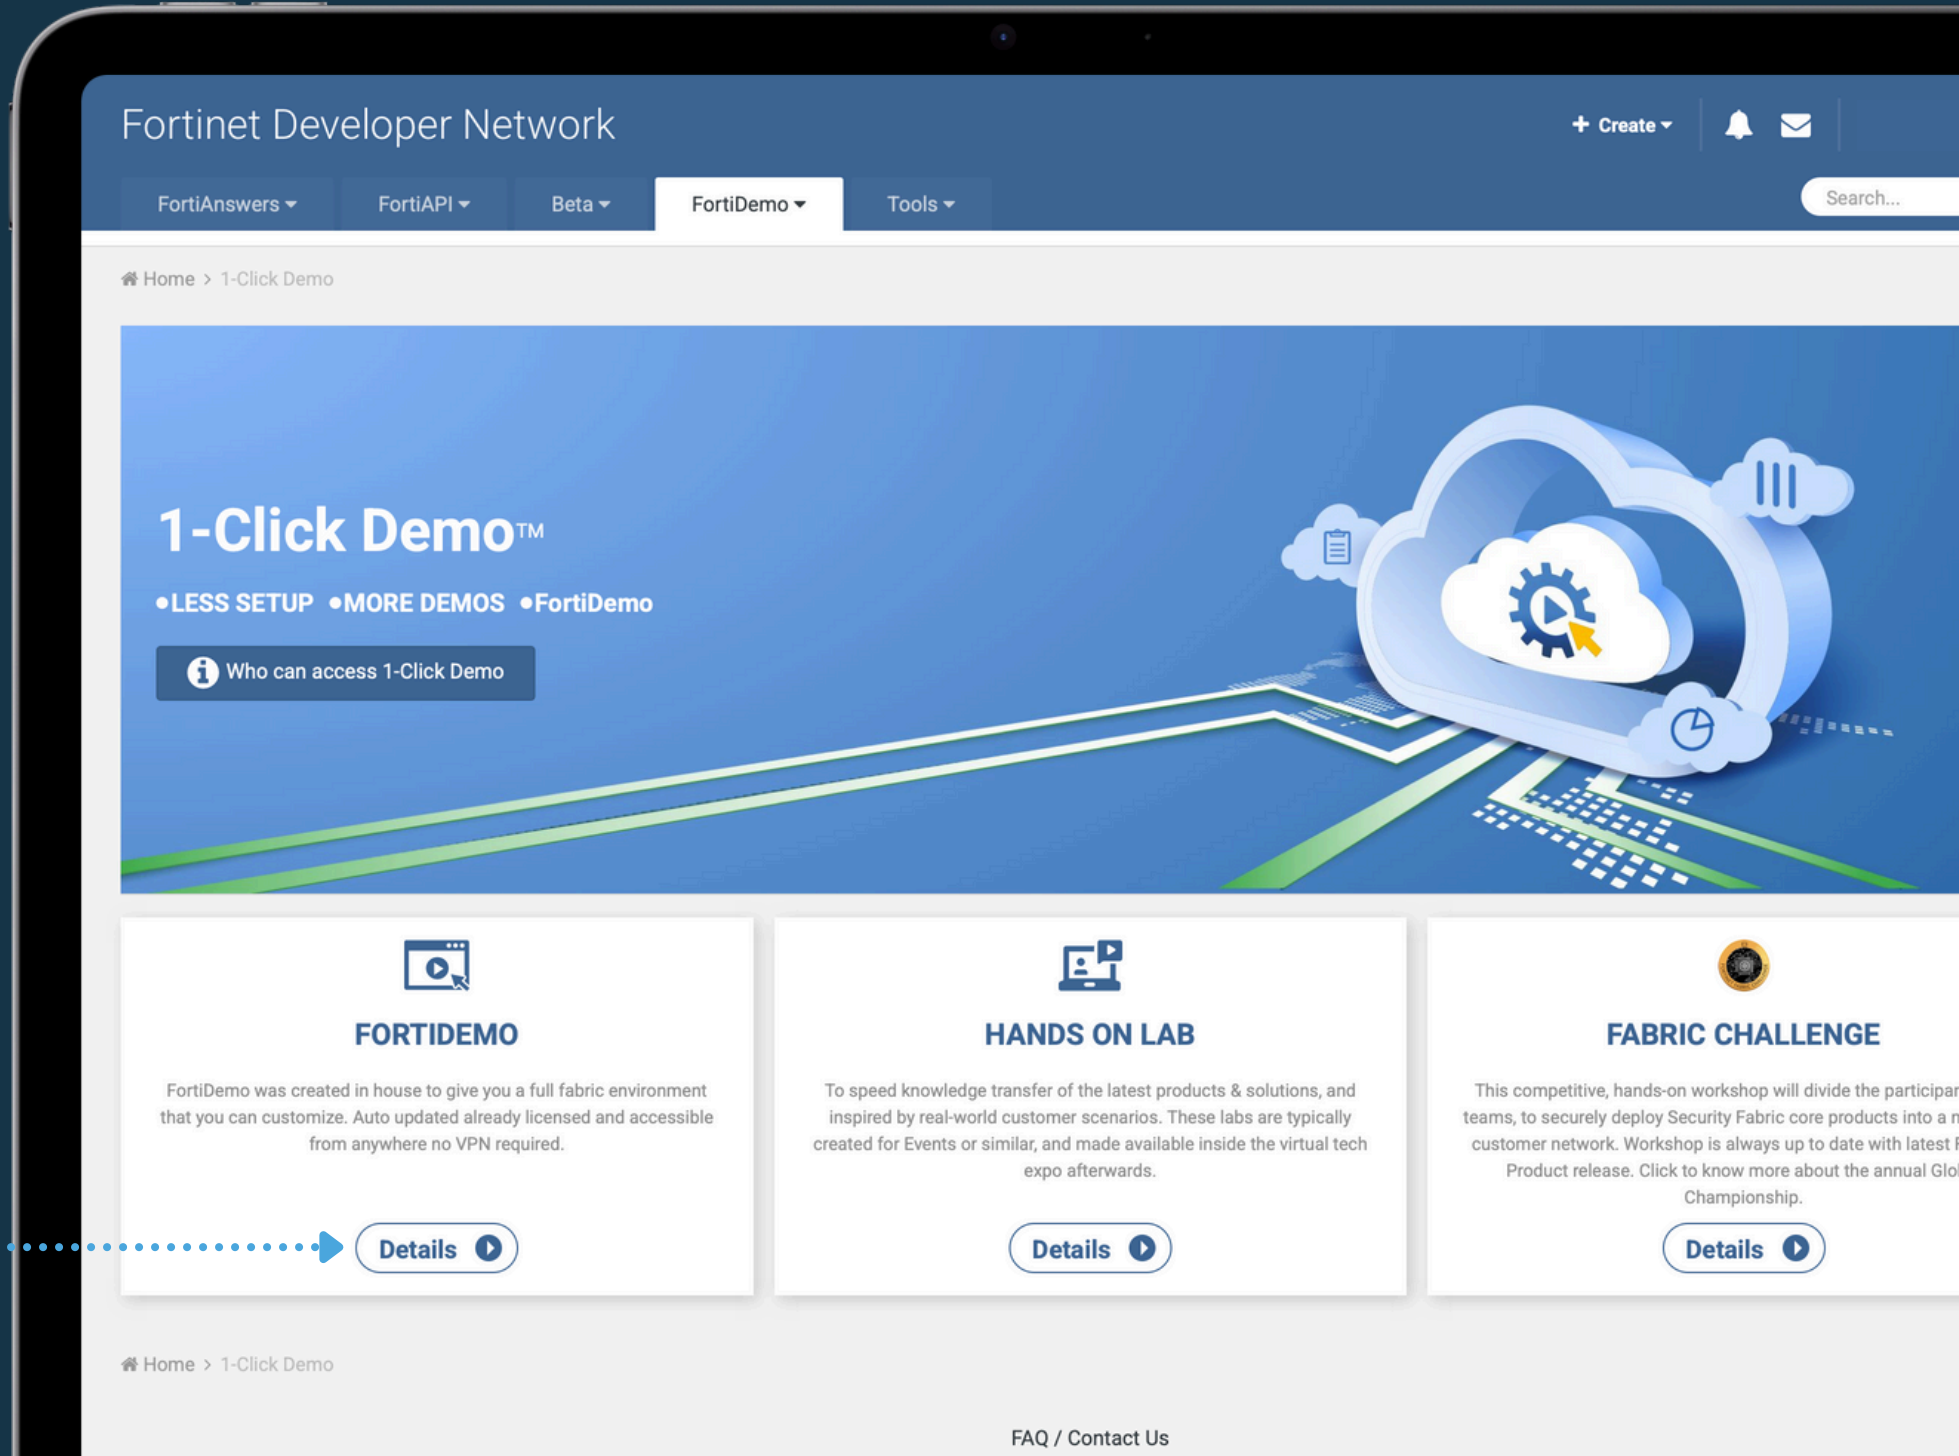 Fortinet Developer Network
+ Create
FortiAnswers
FortiAPI
Beta
FortiDemo
Tools
Search...
Home > 1-Click Demo
1-Click Demo™
•LESS SETUP •MORE DEMOS •FortiDemo
Who can access 1-Click Demo
FORTIDEMO
FortiDemo was created in house to give you a full fabric environment
that you can customize. Auto updated already licensed and accessible
from anywhere no VPN required.
Details
HANDS ON LAB
To speed knowledge transfer of the latest products & solutions, and
inspired by real-world customer scenarios. These labs are typically
created for Events or similar, and made available inside the virtual tech
expo afterwards.
Details
FABRIC CHALLENGE
This competitive, hands-on workshop will divide the
teams, to securely deploy Security Fabric core products into a
customer network. Workshop is always up to date with latest
Product release. Click to know more about the annual
Championship.
Details
Home > 1-Click Demo
FAQ / Contact Us